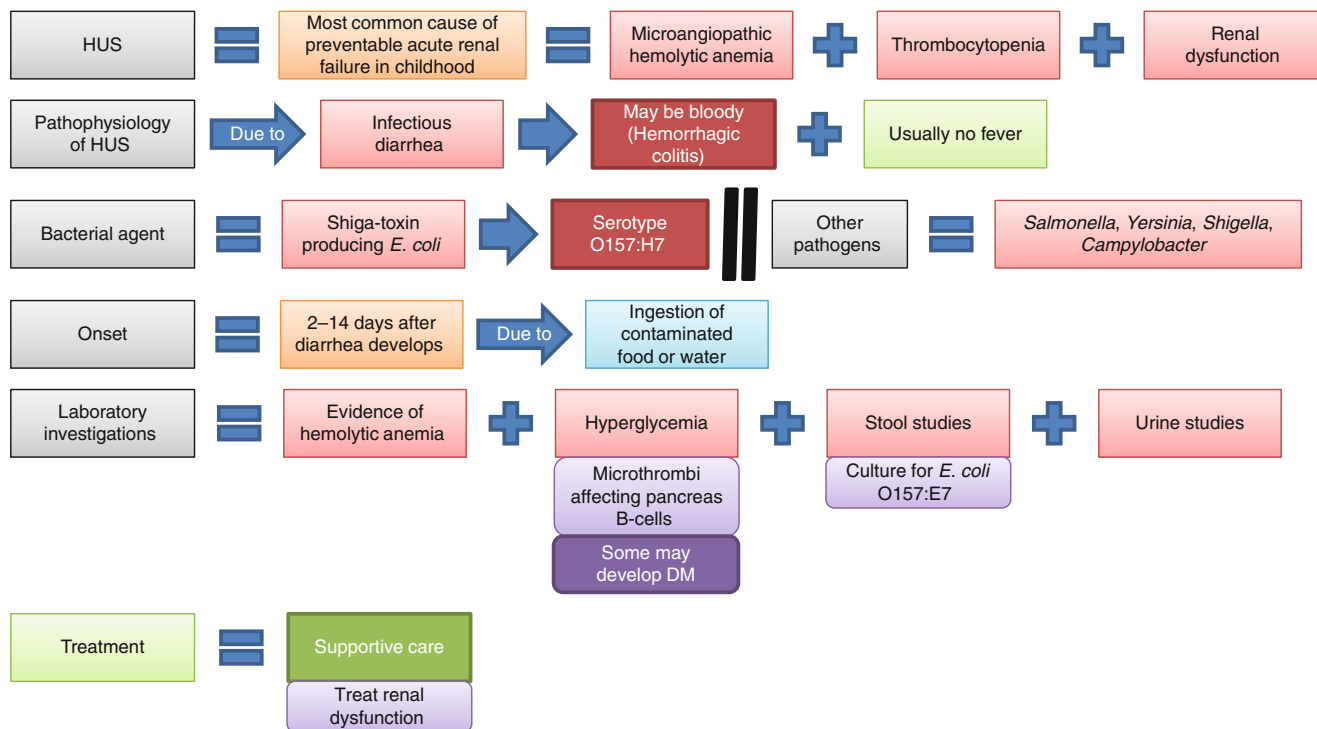 HUS
Most common cause of
preventable acute renal
failure in childhood
Microangiopathic
hemolytic anemia
Thrombocytopenia
Renal
dysfunction
Pathophysiology
of HUS
Due to
Infectious
diarrhea
May be bloody
(Hemorrhagic
colitis)
Usually no fever
Bacterial agent
Shiga-toxin
producing E. coli
Serotype
O157:H7
Other
pathogens
Salmonella, Yersinia, Shigella,
Campylobacter
Onset
2–14 days after
diarrhea develops
Due to
Ingestion of
contaminated
food or water
Laboratory
investigations
Evidence of
hemolytic anemia
Hyperglycemia
Microthrombi
affecting pancreas
B-cells
Some may
develop DM
Stool studies
Culture for E. coli
O157:E7
Urine studies
Treatment
Supportive care
Treat renal
dysfunction